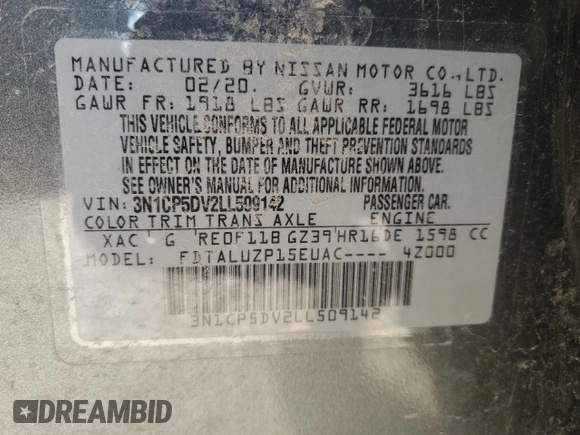 MANUFACTURED BY NISSAN MOTOR CO.,LTD.
DATE: 02/20. GVWR: 3616 LBS
GAWR FR: 1918 LBS GAWR RR: 1698 LBS
THIS VEHICLE CONFORMS TO ALL APPLICABLE FEDERAL MOTOR
VEHICLE SAFETY, BUMPER AND THEFT PREVENTION STANDARDS
IN EFFECT ON THE DATE OF MANUFACTURE SHOWN ABOVE.
SEE OWNER'S MANUAL FOR ADDITIONAL INFORMATION.
VIN: 3N1CP5DV2LL509142 PASSENGER CAR.
COLOR TRIM TRANS AXLE ENGINE
XAC G RE0F11B GZ39 HR16DE 1598 CC
MODEL: FDTALUZP15EUAC---- 4Z000
3N1CP5DV2LL509142
DREAMBID